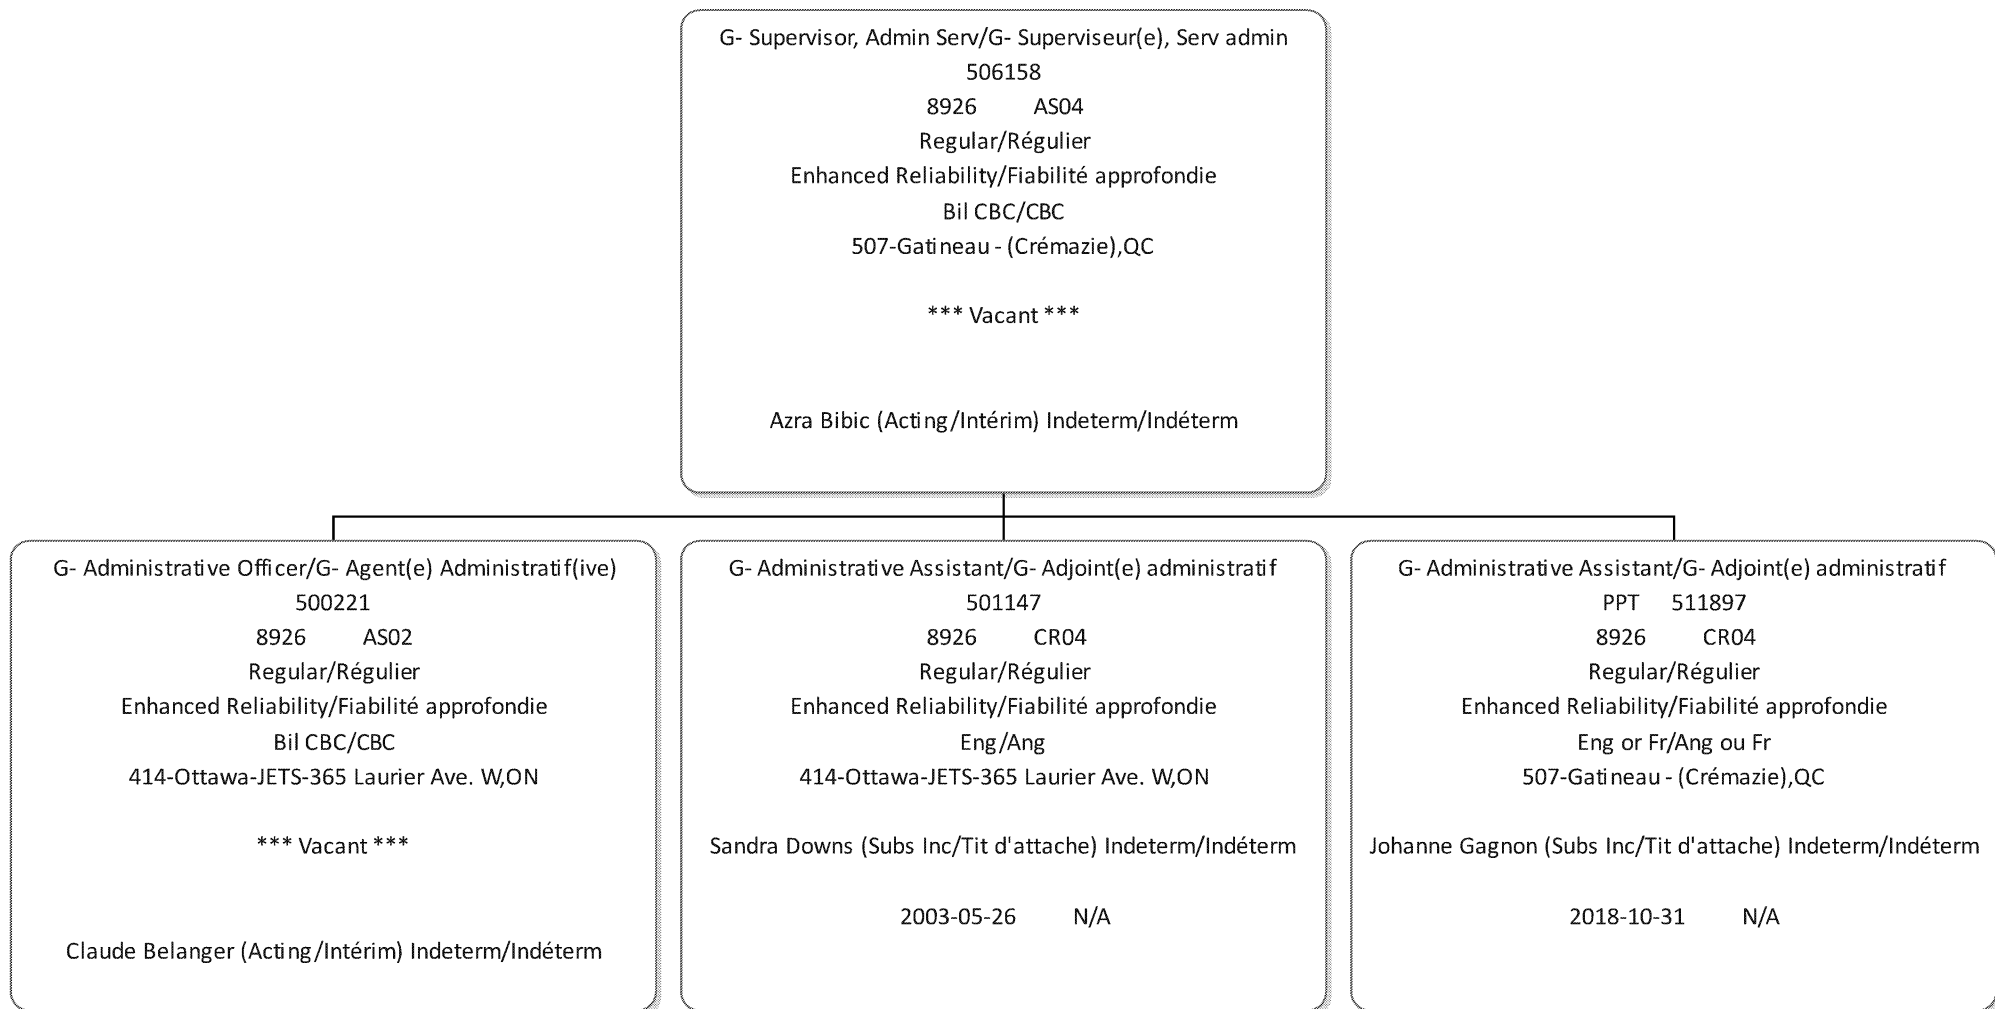 G- Supervisor, Admin Serv/G- Superviseur(e), Serv admin
506158
8926 AS04
Regular/Régulier
Enhanced Reliability/Fiabilité approfondie
Bil CBC/CBC
507-Gatineau - (Crémazie),QC
*** Vacant ***
Azra Bibic (Acting/Intérim) Indeterm/Indéterm
G- Administrative Officer/G- Agent(e) Administratif(ive)
500221
8926 AS02
Regular/Régulier
Enhanced Reliability/Fiabilité approfondie
Bil CBC/CBC
414-Ottawa-JETS-365 Laurier Ave. W,ON
*** Vacant ***
Claude Belanger (Acting/Intérim) Indeterm/Indéterm
G- Administrative Assistant/G- Adjoint(e) administratif
501147
8926 CR04
Regular/Régulier
Enhanced Reliability/Fiabilité approfondie
Eng/Ang
414-Ottawa-JETS-365 Laurier Ave. W,ON
Sandra Downs (Subs Inc/Tit d'attache) Indeterm/Indéterm
2003-05-26 N/A
G- Administrative Assistant/G- Adjoint(e) administratif
PPT 511897
8926 CR04
Regular/Régulier
Enhanced Reliability/Fiabilité approfondie
Eng or Fr/Ang ou Fr
507-Gatineau - (Crémazie),QC
Johanne Gagnon (Subs Inc/Tit d'attache) Indeterm/Indéterm
2018-10-31 N/A